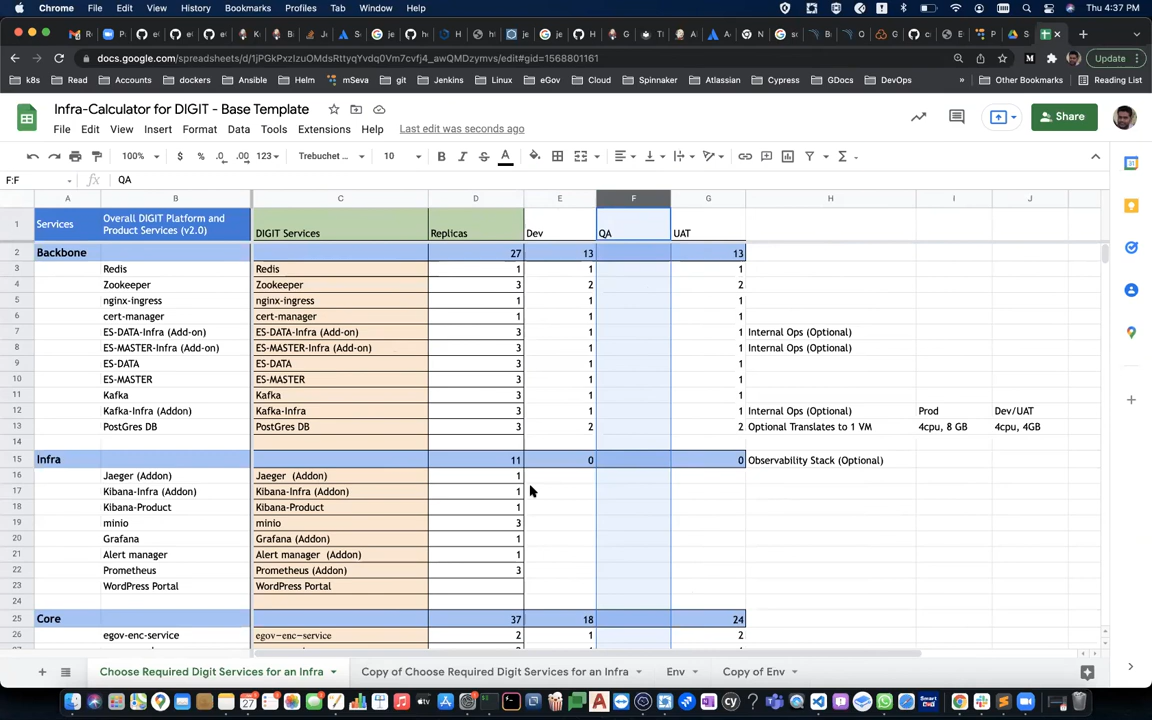 Chrome File Edit View History Bookmarks Profiles Tab Window Help Thu 4:37 PM
docs.google.com/spreadsheets/d/1jPGkPxzIzuOMdsRttyqYvdq0Vm7cvfj4_awQMDzymvs/edit#gid=1568801161 Update
k8s Read Accounts dockers Ansible Helm mSeva git Jenkins Linux eGov Cloud Spinnaker Atlassian Cypress GDocs DevOps » Other Bookmarks Reading List
Infra-Calculator for DIGIT - Base Template
File Edit View Insert Format Data Tools Extensions Help Last edit was seconds ago
Share
100% $ % .0 .00 123 Trebuchet ... 10 B I S A
F:F fx QA
A B C D E F G H I J
1 Services Overall DIGIT Platform and
Product Services (v2.0) DIGIT Services Replicas Dev QA UAT
2 Backbone 27 13 13
3 Redis Redis 1 1 1
4 Zookeeper Zookeeper 3 2 2
5 nginx-ingress nginx-ingress 1 1 1
6 cert-manager cert-manager 1 1 1
7 ES-DATA-Infra (Add-on) ES-DATA-Infra (Add-on) 3 1 1 Internal Ops (Optional)
8 ES-MASTER-Infra (Add-on) ES-MASTER-Infra (Add-on) 3 1 1 Internal Ops (Optional)
9 ES-DATA ES-DATA 3 1 1
10 ES-MASTER ES-MASTER 3 1 1
11 Kafka Kafka 3 1 1
12 Kafka-Infra (Addon) Kafka-Infra 3 1 1 Internal Ops (Optional) Prod Dev/UAT
13 PostGres DB PostGres DB 3 2 2 Optional Translates to 1 VM 4cpu, 8 GB 4cpu, 4GB
14
15 Infra 11 0 0 Observability Stack (Optional)
16 Jaeger (Addon) Jaeger (Addon) 1
17 Kibana-Infra (Addon) Kibana-Infra (Addon) 1
18 Kibana-Product Kibana-Product 1
19 minio minio 3
20 Grafana Grafana (Addon) 1
21 Alert manager Alert manager (Addon) 1
22 Prometheus Prometheus (Addon) 3
23 WordPress Portal WordPress Portal
24
25 Core 37 18 24
26 egov-enc-service egov-enc-service 2 1 2
Choose Required Digit Services for an Infra Copy of Choose Required Digit Services for an Infra Env Copy of Env